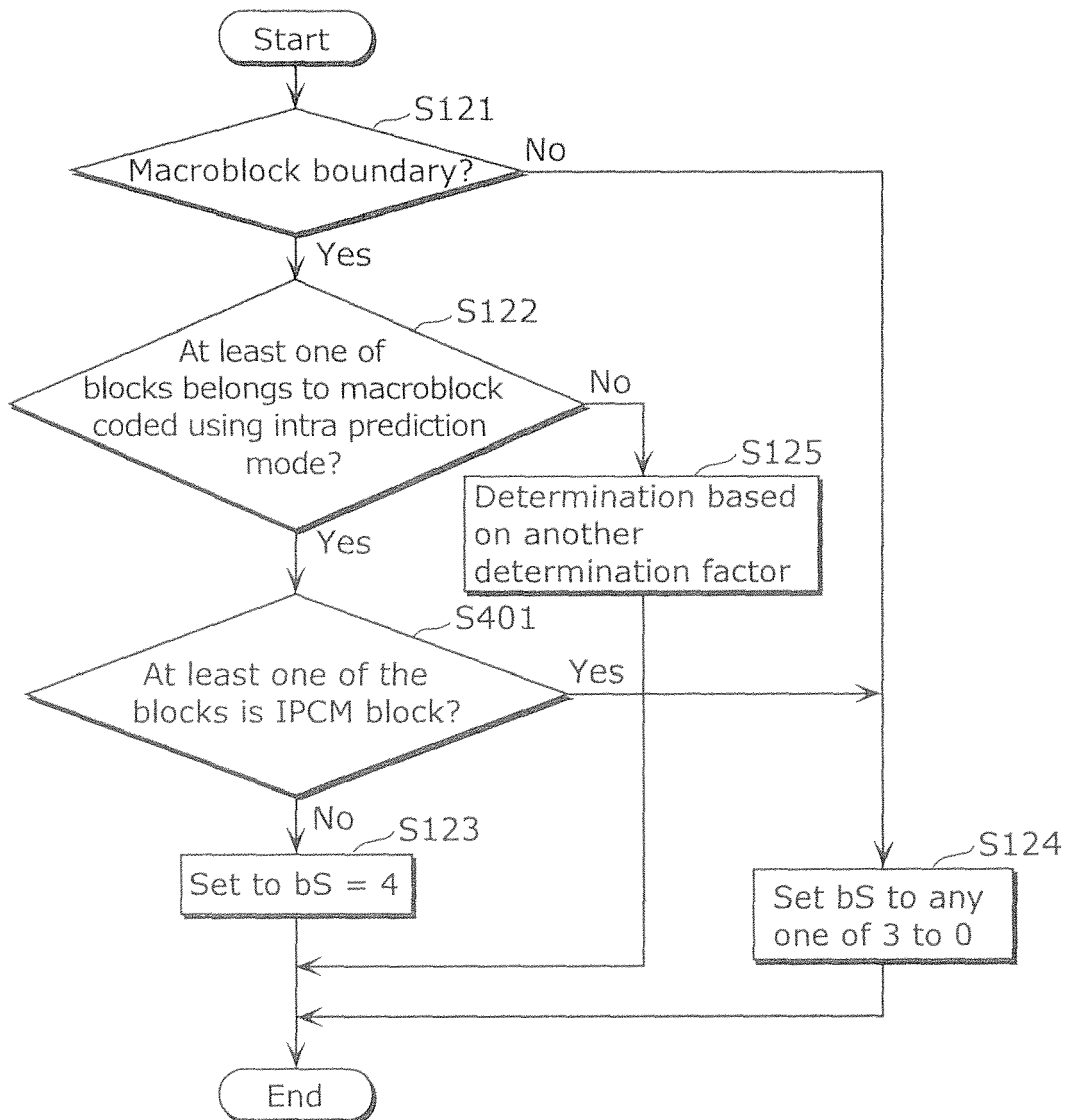 Start
S121
Macroblock boundary?
No
Yes
S122
At least one of
blocks belongs to macroblock
coded using intra prediction
mode?
No
S125
Determination based
on another
determination factor
Yes
S401
At least one of the
blocks is IPCM block?
Yes
No
S123
Set to bS = 4
S124
Set bS to any
one of 3 to 0
End